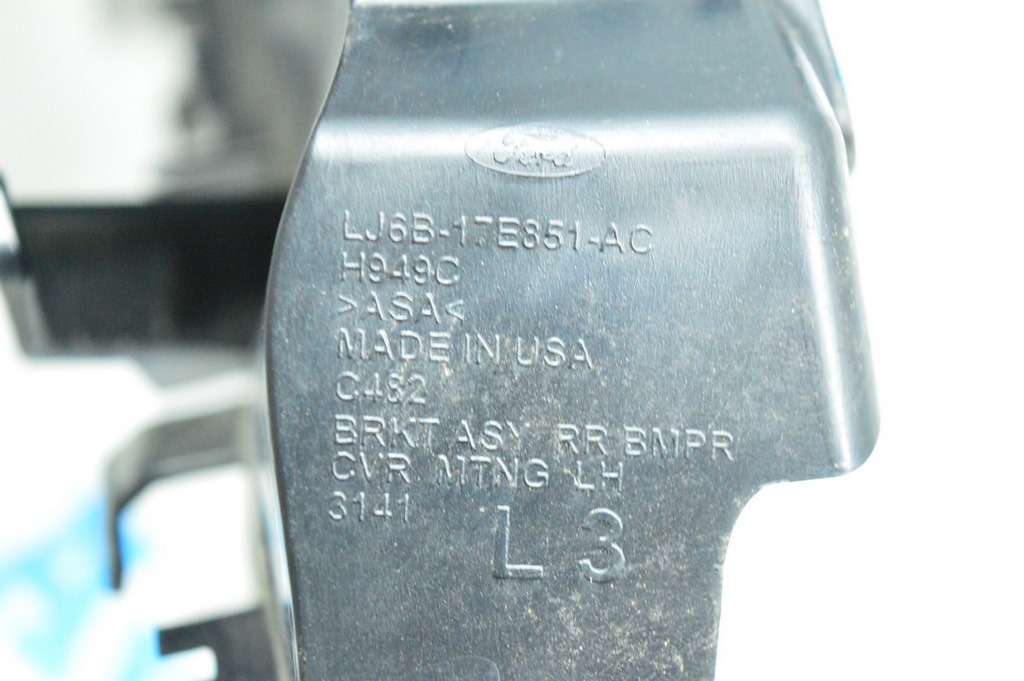 Ford
LJ6B-17E851-AC
H949C
>ASA<
MADE IN USA
C482
BRKT ASY RR BMPR
CVR MTNG LH
3141
L 3